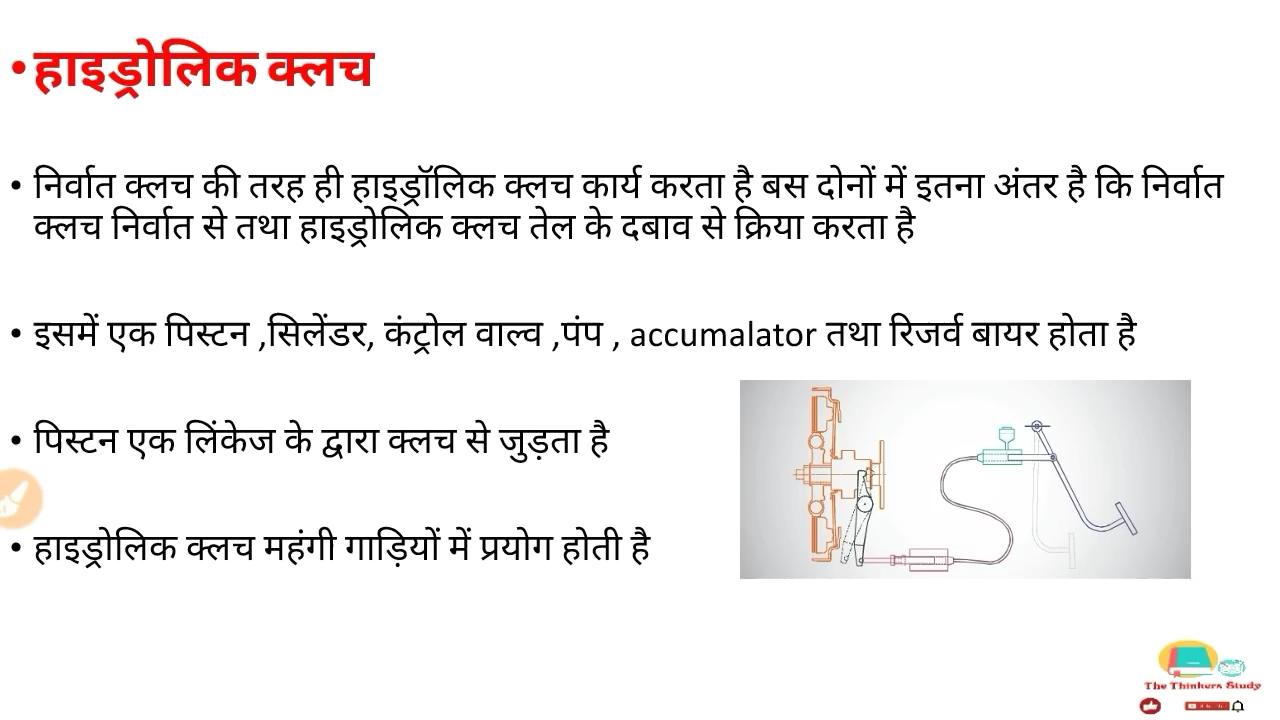 •हाइड्रोलिक क्लच
• निर्वात क्लच की तरह ही हाइड्रॉलिक क्लच कार्य करता है बस दोनों में इतना अंतर है कि निर्वात
क्लच निर्वात से तथा हाइड्रोलिक क्लच तेल के दबाव से क्रिया करता है
• इसमें एक पिस्टन ,सिलेंडर, कंट्रोल वाल्व ,पंप , accumalator तथा रिजर्व बायर होता है
• पिस्टन एक लिंकेज के द्वारा क्लच से जुड़ता है
• हाइड्रोलिक क्लच महंगी गाड़ियों में प्रयोग होती है
The Thinkers Study